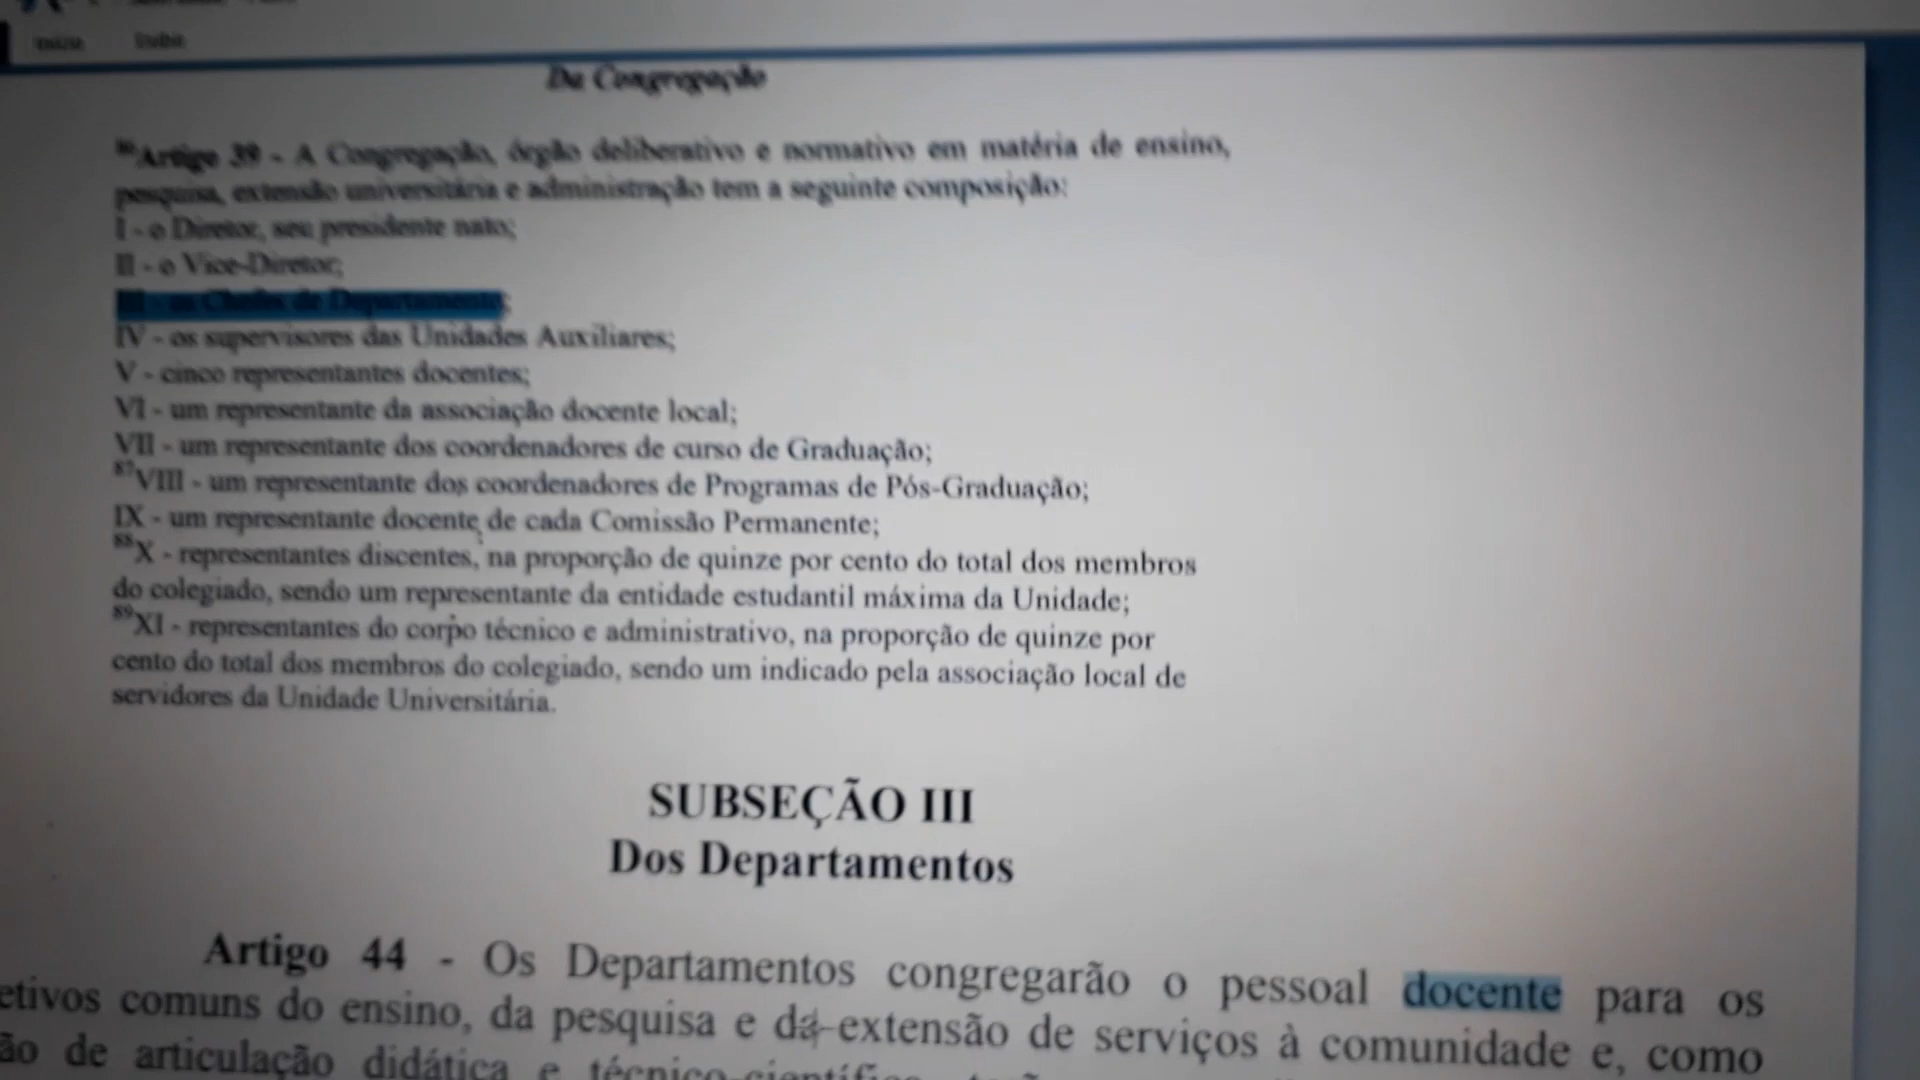 Início Exibir
Da Congregação
86Artigo 39 - A Congregação, órgão deliberativo e normativo em matéria de ensino,
pesquisa, extensão universitária e administração tem a seguinte composição:
I - o Diretor, seu presidente nato;
II - o Vice-Diretor;
III - os Chefes de Departamento;
IV - os supervisores das Unidades Auxiliares;
V - cinco representantes docentes;
VI - um representante da associação docente local;
VII - um representante dos coordenadores de curso de Graduação;
87VIII - um representante dos coordenadores de Programas de Pós-Graduação;
IX - um representante docente de cada Comissão Permanente;
88X - representantes discentes, na proporção de quinze por cento do total dos membros
do colegiado, sendo um representante da entidade estudantil máxima da Unidade;
89XI - representantes do corpo técnico e administrativo, na proporção de quinze por
cento do total dos membros do colegiado, sendo um indicado pela associação local de
servidores da Unidade Universitária.
SUBSEÇÃO III
Dos Departamentos
Artigo 44 - Os Departamentos congregarão o pessoal docente para os
etivos comuns do ensino, da pesquisa e da extensão de serviços à comunidade e, como
ão de articulação didática e técnico-científica